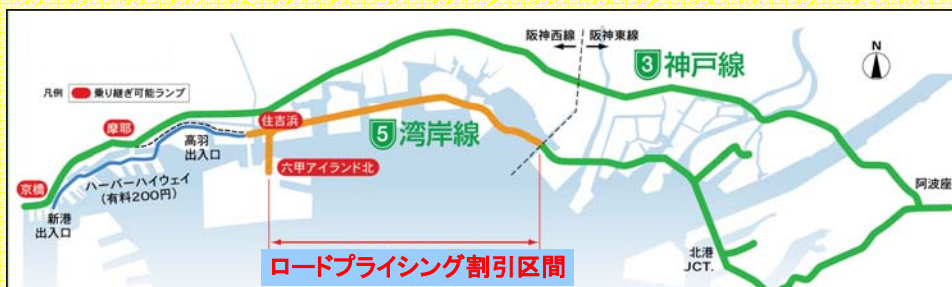 阪神西線
阪神東線
N
3 神戸線
凡例 乗り継ぎ可能ランプ
摩耶
住吉浜
5 湾岸線
高羽
出入口
六甲アイランド北
京橋
ハーバーハイウェイ
(有料200円)
阿波座
新港
出入口
北港
JCT.
ロードプライシング割引区間